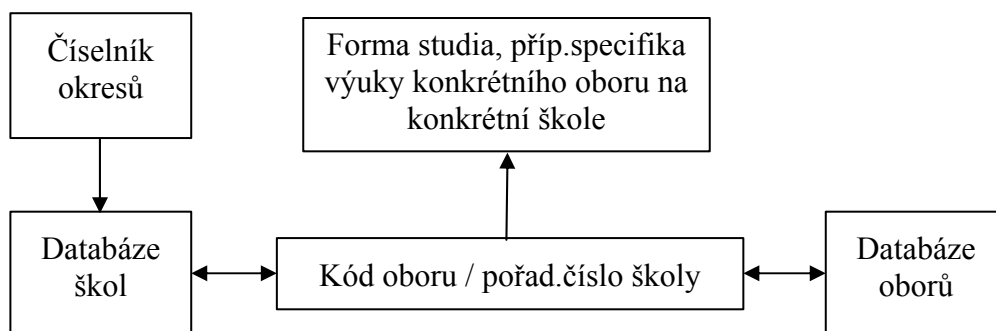 Číselník
okresů
Forma studia, příp.specifika
výuky konkrétního oboru na
konkrétní škole
Databáze
škol
Kód oboru / pořad.číslo školy
Databáze
oborů